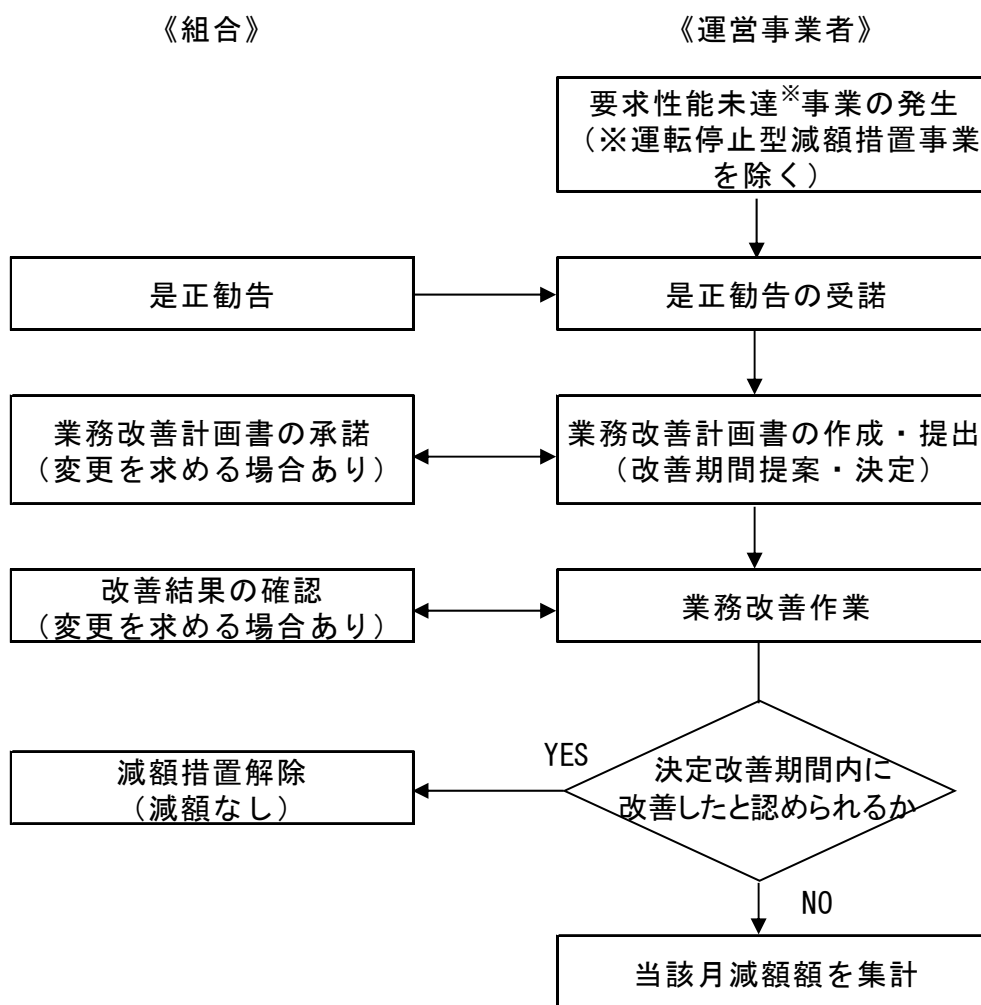 《組合》
《運営事業者》
要求性能未達※事業の発生
（※運転停止型減額措置事業
を除く）
是正勧告
是正勧告の受諾
業務改善計画書の承諾
（変更を求める場合あり）
業務改善計画書の作成・提出
（改善期間提案・決定）
改善結果の確認
（変更を求める場合あり）
業務改善作業
YES
決定改善期間内に
改善したと認められるか
減額措置解除
（減額なし）
NO
当該月減額額を集計